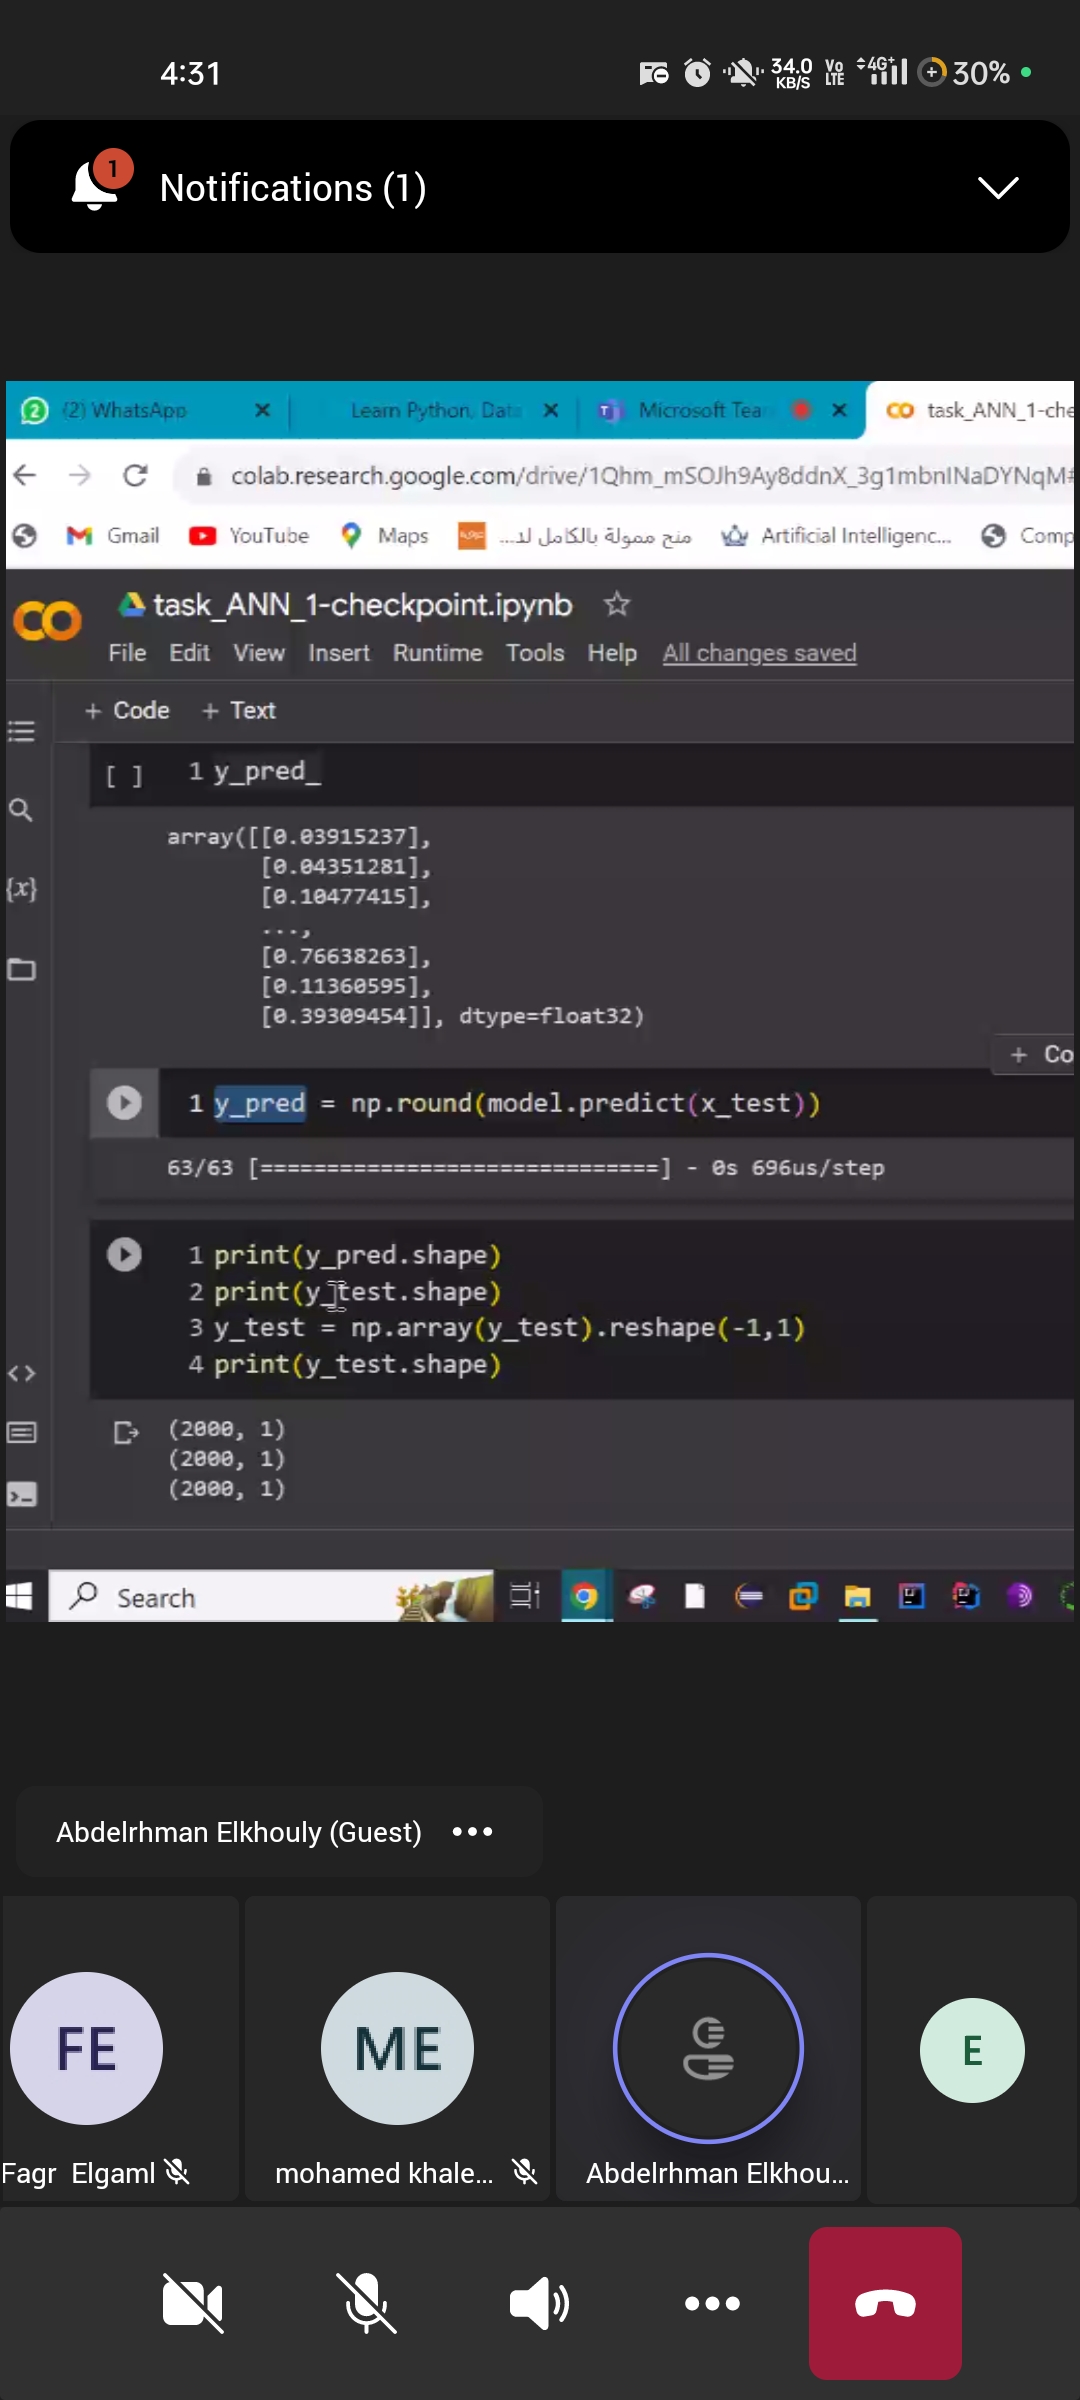 4:31
34.0 KB/S
Vo LTE
4G+
30%
1
Notifications (1)
2 (2) WhatsApp
Learn Python, Data
Microsoft Tea
task_ANN_1-che
colab.research.google.com/drive/1Qhm_mSOJh9Ay8ddnX_3g1mbnINaDYNqM#
Gmail
YouTube
Maps
منح ممولة بالكامل لد...
Artificial Intelligenc...
Comp
CO task_ANN_1-checkpoint.ipynb
File Edit View Insert Runtime Tools Help All changes saved
+ Code + Text
[ ] 1 y_pred_
array([[0.03915237],
[0.04351281],
[0.10477415],
...,
[0.76638263],
[0.11360595],
[0.39309454]], dtype=float32)
+ Co
1 y_pred = np.round(model.predict(x_test))
63/63 [==============================] - 0s 696us/step
1 print(y_pred.shape)
2 print(y_test.shape)
3 y_test = np.array(y_test).reshape(-1,1)
4 print(y_test.shape)
(2000, 1)
(2000, 1)
(2000, 1)
{x}
Search
Abdelrhman Elkhouly (Guest) •••
FE
ME
E
Fagr Elgaml
mohamed khale...
Abdelrhman Elkhou...